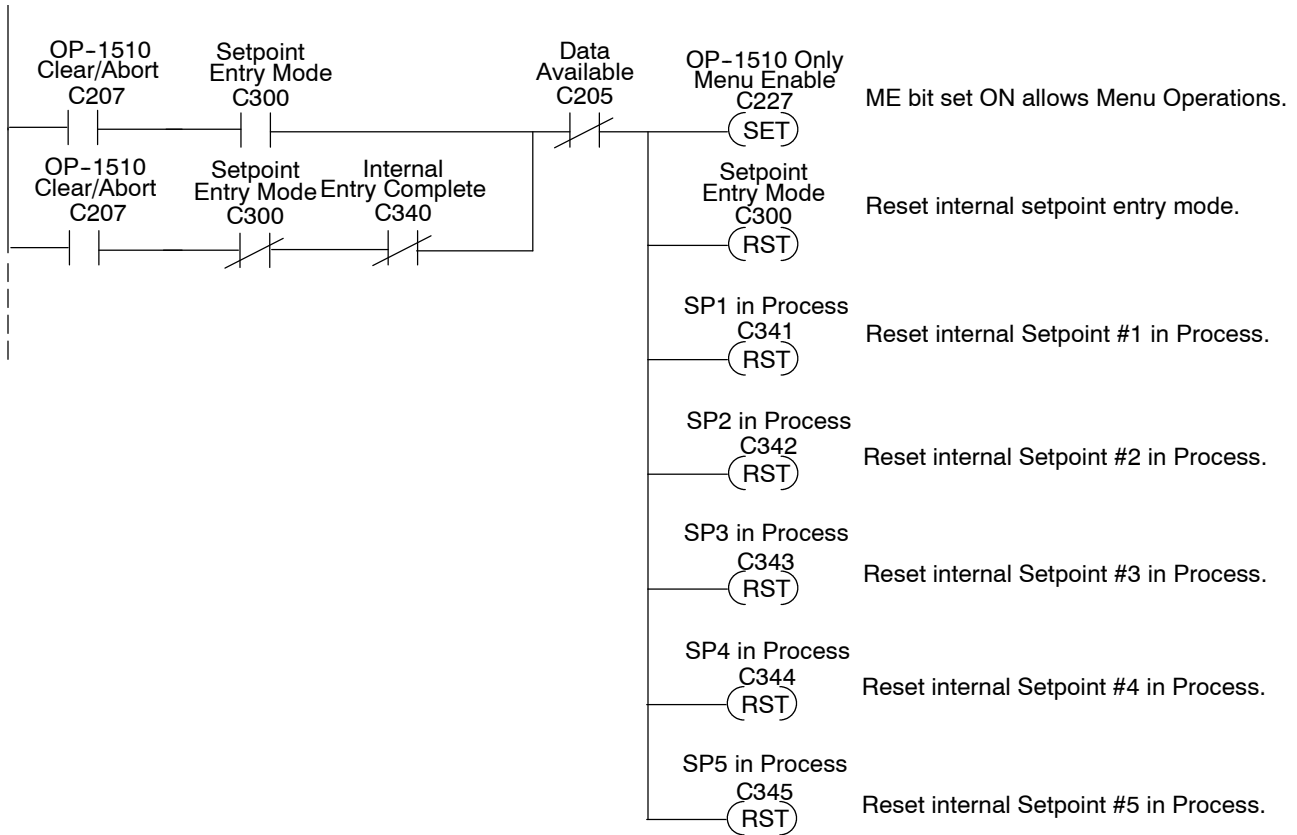 OP-1510
Clear/Abort
C207
Setpoint
Entry Mode
C300
Data
Available
C205
OP-1510 Only
Menu Enable
C227
SET
ME bit set ON allows Menu Operations.
OP-1510
Clear/Abort
C207
Setpoint
Entry Mode
C300
Internal
Entry Complete
C340
Setpoint
Entry Mode
C300
RST
Reset internal setpoint entry mode.
SP1 in Process
C341
RST
Reset internal Setpoint #1 in Process.
SP2 in Process
C342
RST
Reset internal Setpoint #2 in Process.
SP3 in Process
C343
RST
Reset internal Setpoint #3 in Process.
SP4 in Process
C344
RST
Reset internal Setpoint #4 in Process.
SP5 in Process
C345
RST
Reset internal Setpoint #5 in Process.